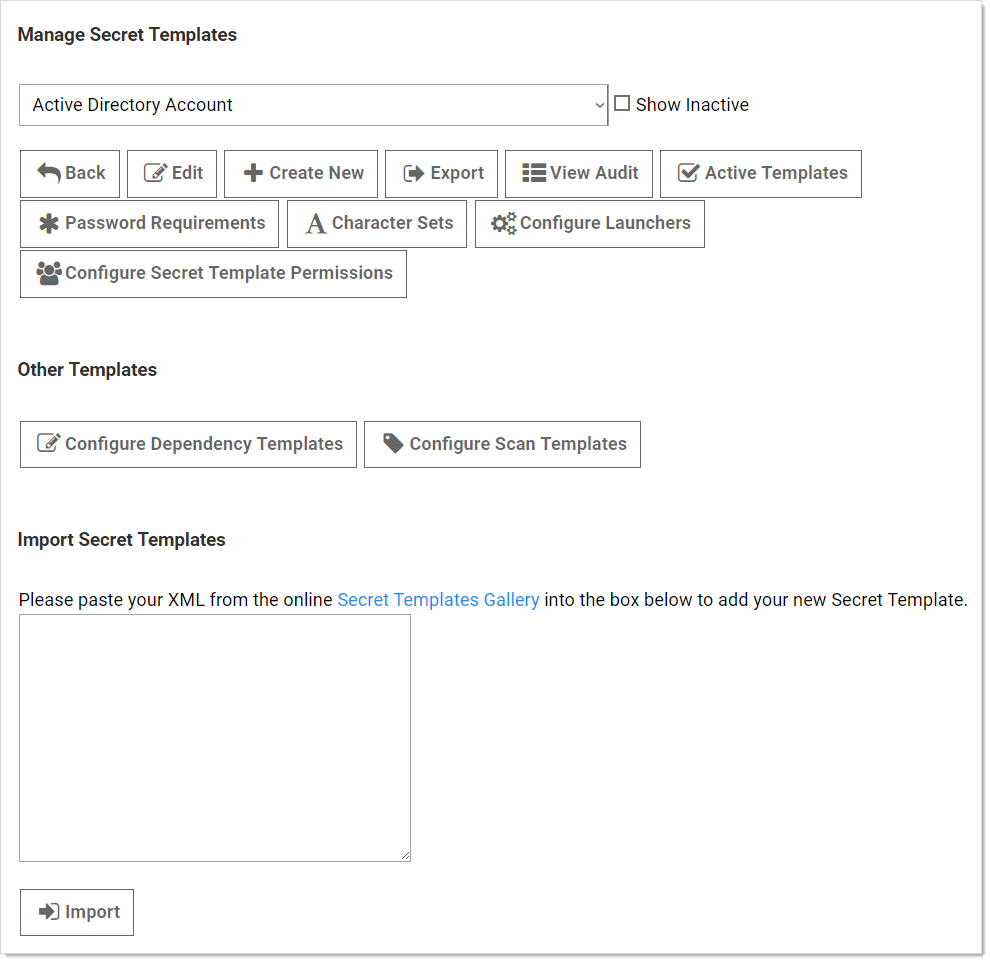 Manage Secret Templates
Active Directory Account Show Inactive
Back Edit Create New Export View Audit Active Templates
Password Requirements Character Sets Configure Launchers
Configure Secret Template Permissions
Other Templates
Configure Dependency Templates Configure Scan Templates
Import Secret Templates
Please paste your XML from the online Secret Templates Gallery into the box below to add your new Secret Template.
Import